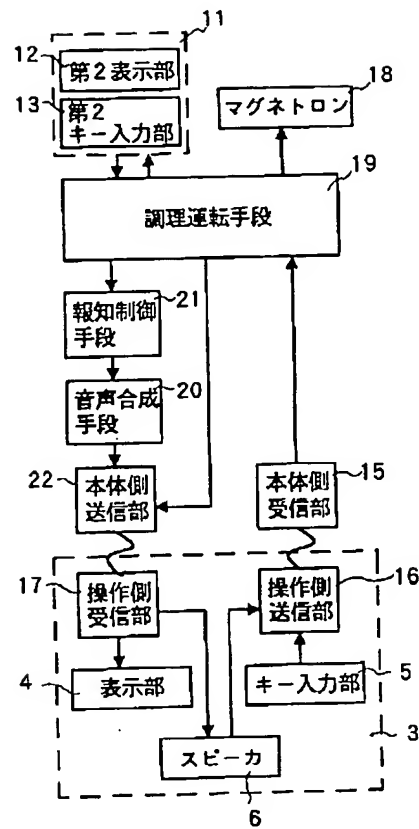 11
12
第2表示部
13
第2
キー入力部
18
マグネトロン
19
調理運転手段
21
報知制御
手段
20
音声合成
手段
22
本体側
送信部
15
本体側
受信部
17
操作側
受信部
16
操作側
送信部
4
表示部
5
キー入力部
3
スピーカ
6